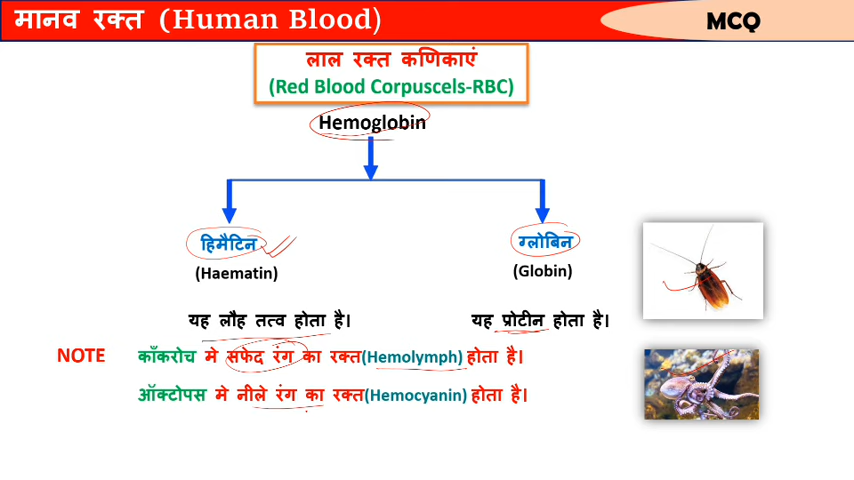 मानव रक्त (Human Blood)
MCQ
लाल रक्त कणिकाएं
(Red Blood Corpuscels-RBC)
Hemoglobin
हिमैटिन
ग्लोबिन
(Haematin)
(Globin)
यह लौह तत्व होता है।
यह प्रोटीन होता है।
NOTE कॉंकरोच मे सफेद रंग का रक्त(Hemolymph) होता है।
ऑक्टोपस मे नीले रंग का रक्त(Hemocyanin) होता है।